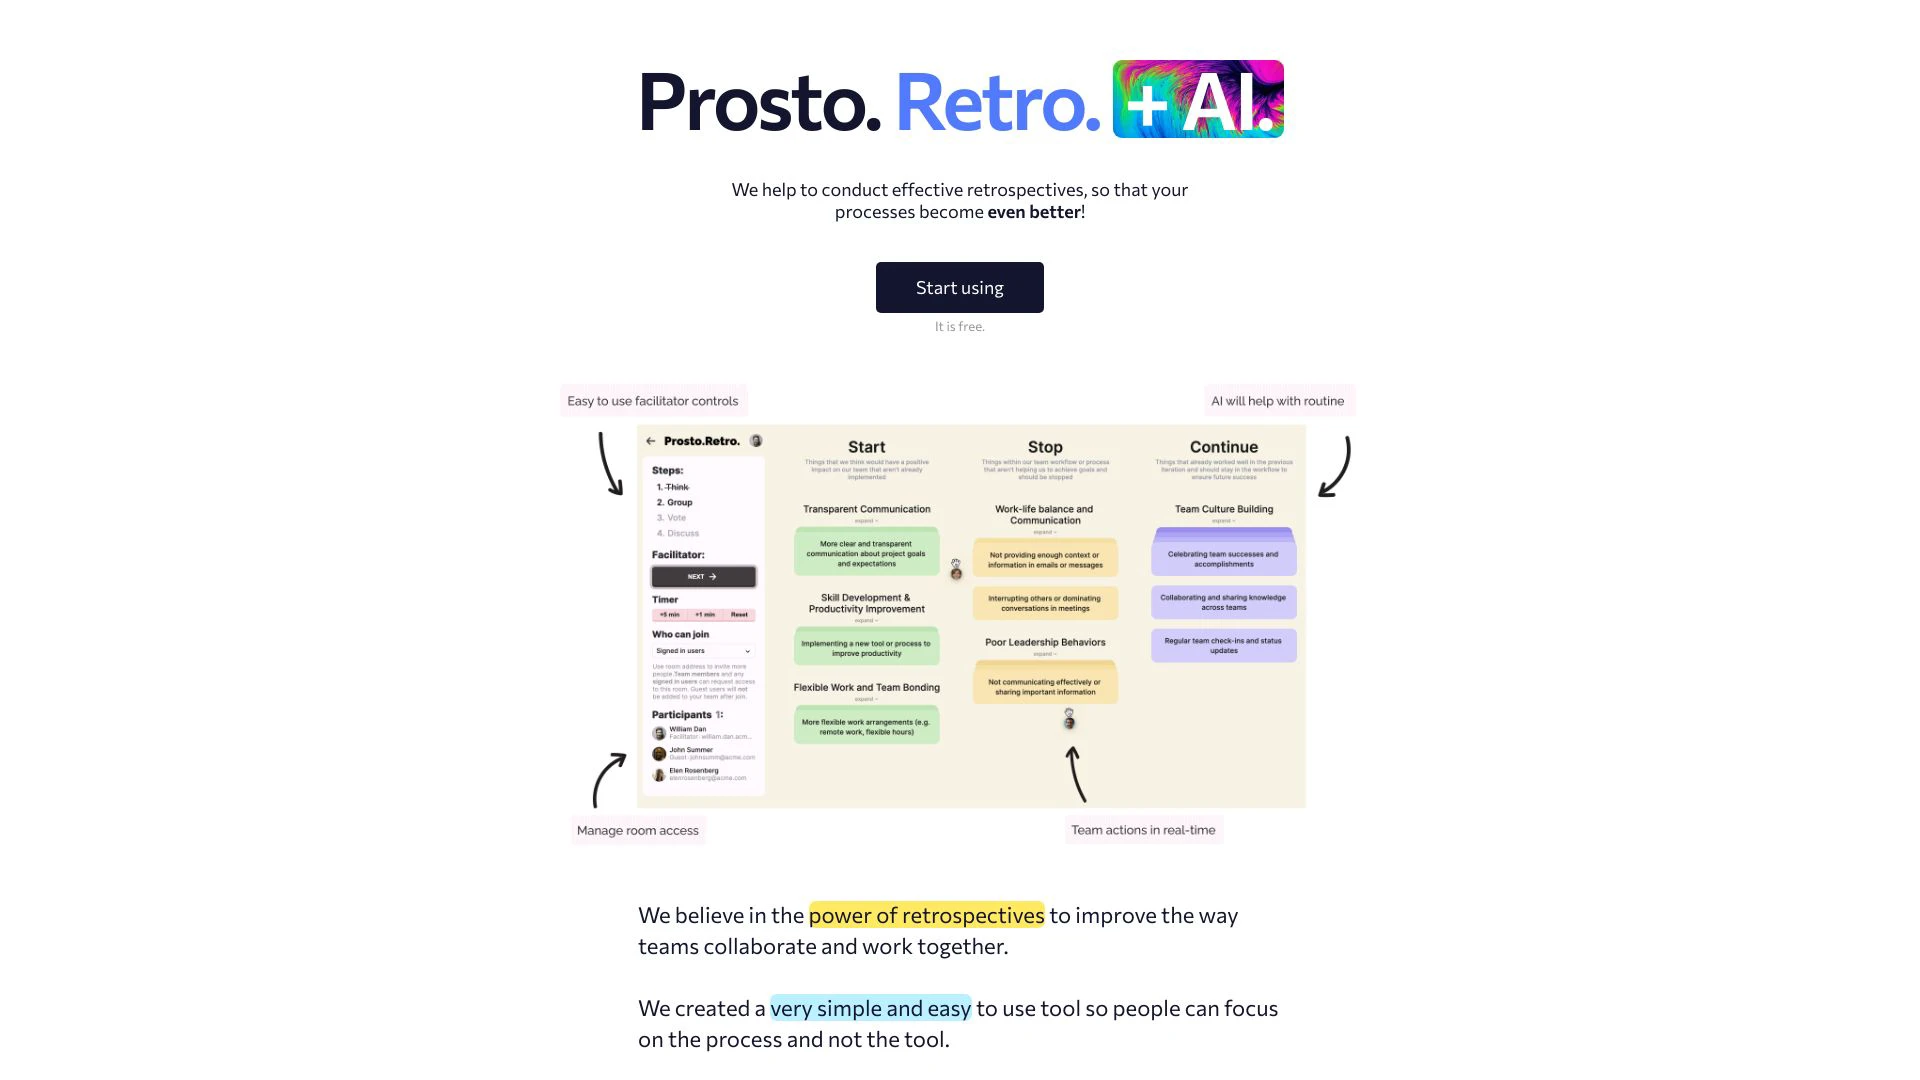 Prosto. Retro. + AI.
We help to conduct effective retrospectives, so that your
processes become even better!
Start using
It is free.
Easy to use facilitator controls
AI will help with routine
Prosto.Retro.
Steps:
1. Think
2. Group
3. Vote
4. Discuss
Facilitator:
NEXT →
Timer
+5 min +1 min Reset
Who can join
Signed in users
Use room address to invite more
people.Team members and any
signed in users can request access
to this room. Guest users will not
be added to your team after join.
Participants 1:
William Dan
Facilitator · william.dan.acm...
John Summer
Guest · johnsumm@acme.com
Elen Rosenberg
elenrosenberg@acme.com
Start
Things that we think would have a positive
impact on our team that aren't already
implemented
Transparent Communication
expand
More clear and transparent
communication about project goals
and expectations
Skill Development &
Productivity Improvement
expand
Implementing a new tool or process to
improve productivity
Flexible Work and Team Bonding
expand
More flexible work arrangements (e.g.
remote work, flexible hours)
Stop
Things within our team workflow or process
that aren't helping us to achieve goals and
should be stopped
Work-life balance and
Communication
expand
Not providing enough context or
information in emails or messages
Interrupting others or dominating
conversations in meetings
Poor Leadership Behaviors
expand
Not communicating effectively or
sharing important information
Continue
Things that already worked well in the previous
iteration and should stay in the workflow to
ensure future success
Team Culture Building
expand
Celebrating team successes and
accomplishments
Collaborating and sharing knowledge
across teams
Regular team check-ins and status
updates
Manage room access
Team actions in real-time
We believe in the power of retrospectives to improve the way
teams collaborate and work together.
We created a very simple and easy to use tool so people can focus
on the process and not the tool.